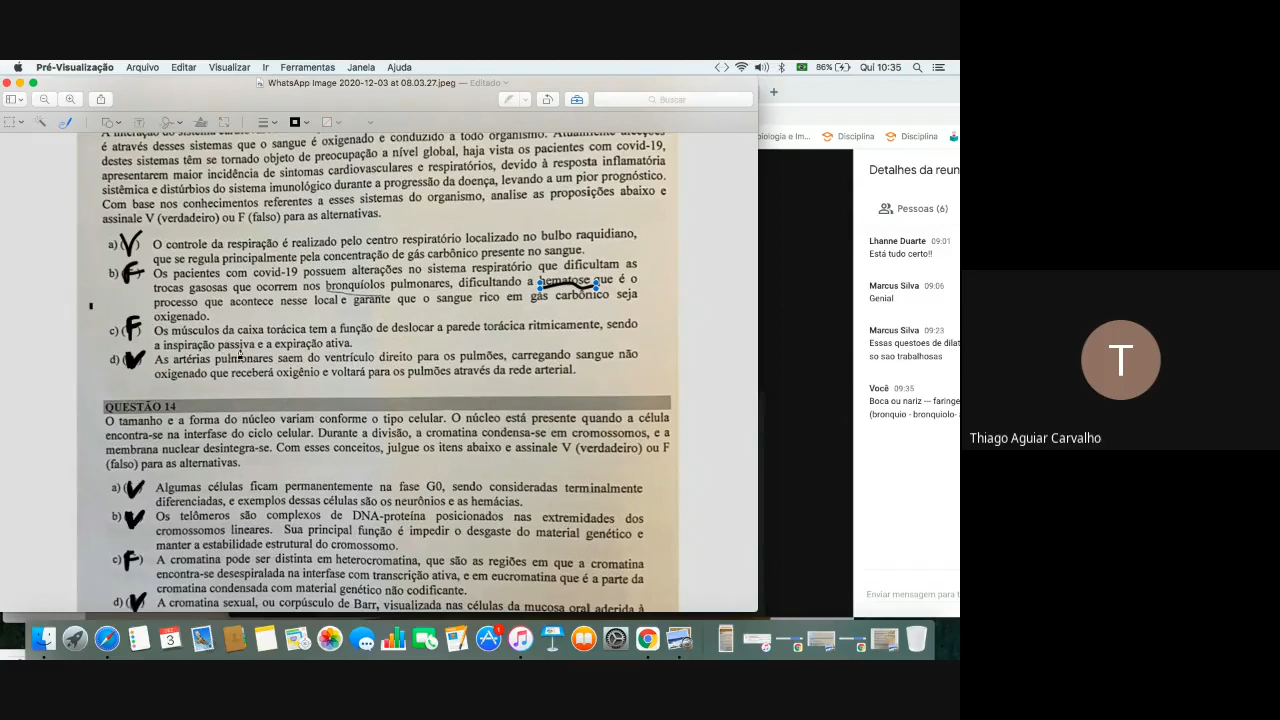 Pré-Visualização Arquivo Editar Visualizar Ir Ferramentas Janela Ajuda 86% Qui 10:35
WhatsApp Image 2020-12-03 at 08.03.27.jpeg — Editado
Buscar
é através desses sistemas que o sangue é oxigenado e conduzido a todo organismo. Atualmente
destes sistemas têm se tornado objeto de preocupação a nível global, haja vista os pacientes com covid-19,
apresentarem maior incidência de sintomas cardiovasculares e respiratórios, devido à resposta inflamatória
sistêmica e distúrbios do sistema imunológico durante a progressão da doença, levando a um pior prognóstico.
Com base nos conhecimentos referentes a esses sistemas do organismo, analise as proposições abaixo e
assinale V (verdadeiro) ou F (falso) para as alternativas.
a) (V) O controle da respiração é realizado pelo centro respiratório localizado no bulbo raquidiano,
que se regula principalmente pela concentração de gás carbônico presente no sangue.
b) (F) Os pacientes com covid-19 possuem alterações no sistema respiratório que dificultam as
trocas gasosas que ocorrem nos bronquíolos pulmonares, dificultando a hematose que é o
processo que acontece nesse local e garante que o sangue rico em gás carbônico seja
oxigenado.
c) (F) Os músculos da caixa torácica tem a função de deslocar a parede torácica ritmicamente, sendo
a inspiração passiva e a expiração ativa.
d) (V) As artérias pulmonares saem do ventrículo direito para os pulmões, carregando sangue não
oxigenado que receberá oxigênio e voltará para os pulmões através da rede arterial.
QUESTÃO 14
O tamanho e a forma do núcleo variam conforme o tipo celular. O núcleo está presente quando a célula
encontra-se na interfase do ciclo celular. Durante a divisão, a cromatina condensa-se em cromossomos, e a
membrana nuclear desintegra-se. Com esses conceitos, julgue os itens abaixo e assinale V (verdadeiro) ou F
(falso) para as alternativas.
a) (V) Algumas células ficam permanentemente na fase G0, sendo consideradas terminalmente
diferenciadas, e exemplos dessas células são os neurônios e as hemácias.
b) (V) Os telômeros são complexos de DNA-proteína posicionados nas extremidades dos
cromossomos lineares. Sua principal função é impedir o desgaste do material genético e
manter a estabilidade estrutural do cromossomo.
c) (F) A cromatina pode ser distinta em heterocromatina, que são as regiões em que a cromatina
encontra-se desespiralada na interfase com transcrição ativa, e em eucromatina que é a parte da
cromatina condensada com material genético não codificante.
d) (V) A cromatina sexual, ou corpúsculo de Barr, visualizada nas células da mucosa oral aderida à
biologia e Im... Disciplina Disciplina
Detalhes da reun
Pessoas (6)
Lhanne Duarte 09:01
Está tudo certo!!
Marcus Silva 09:06
Genial
Marcus Silva 09:23
Essas questoes de dilat
so sao trabalhosas
Você 09:35
Boca ou nariz --- faringe
(bronquio - bronquiolo-
Enviar mensagem para t
DEZ
3
1
T
Thiago Aguiar Carvalho